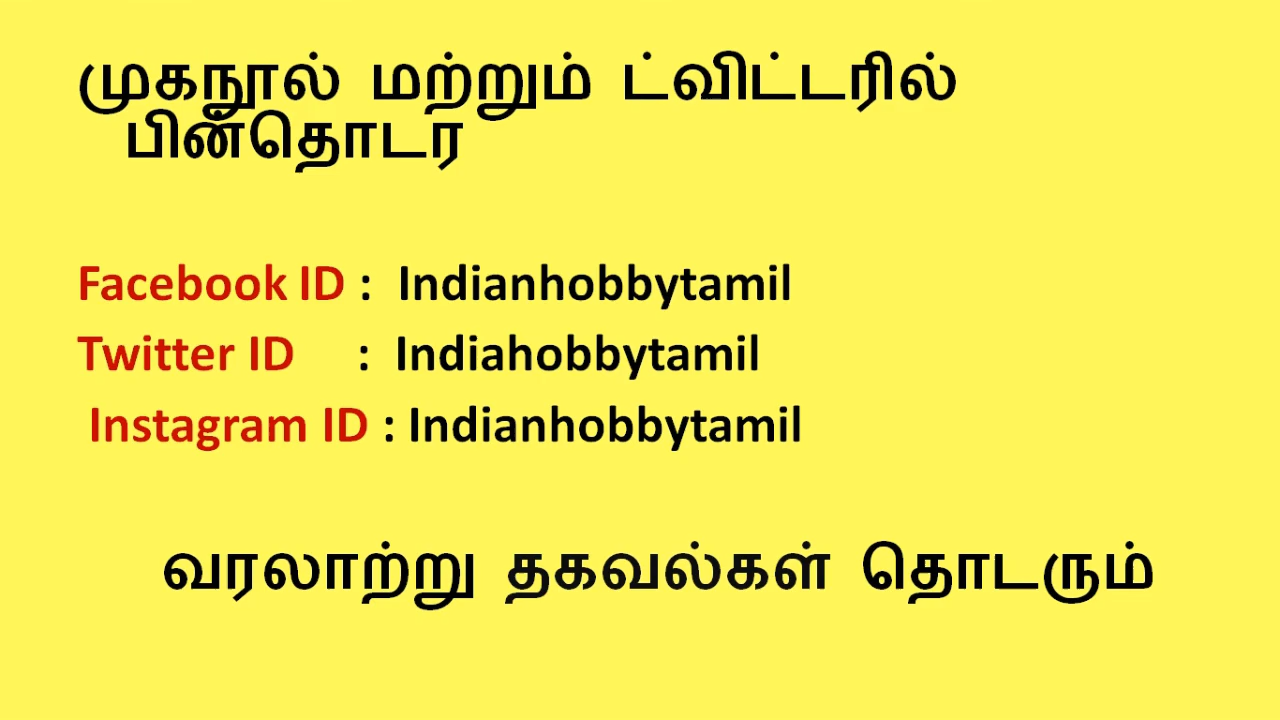 முகநூல் மற்றும் ட்விட்டரில்
பின்தொடர
Facebook ID : Indianhobbytamil
Twitter ID : Indiahobbytamil
Instagram ID : Indianhobbytamil
வரலாற்று தகவல்கள் தொடரும்